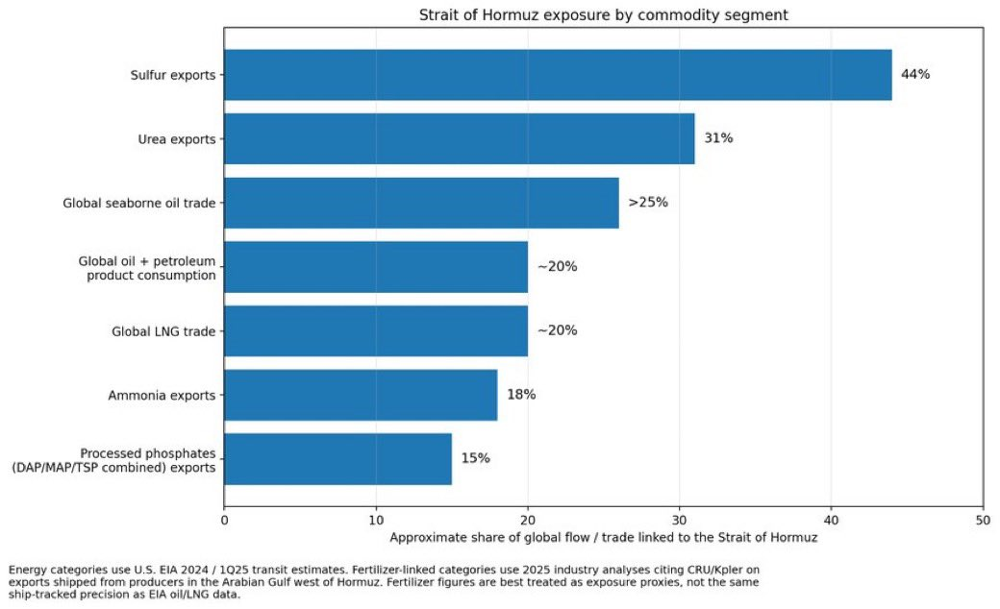 Strait of Hormuz exposure by commodity segment
Sulfur exports
44%
Urea exports
31%
Global seaborne oil trade
>25%
Global oil + petroleum
product consumption
~20%
Global LNG trade
~20%
Ammonia exports
18%
Processed phosphates
(DAP/MAP/TSP combined) exports
15%
0
10
20
30
40
50
Approximate share of global flow / trade linked to the Strait of Hormuz
Energy categories use U.S. EIA 2024 / 1Q25 transit estimates. Fertilizer-linked categories use 2025 industry analyses citing CRU/Kpler on
exports shipped from producers in the Arabian Gulf west of Hormuz. Fertilizer figures are best treated as exposure proxies, not the same
ship-tracked precision as EIA oil/LNG data.